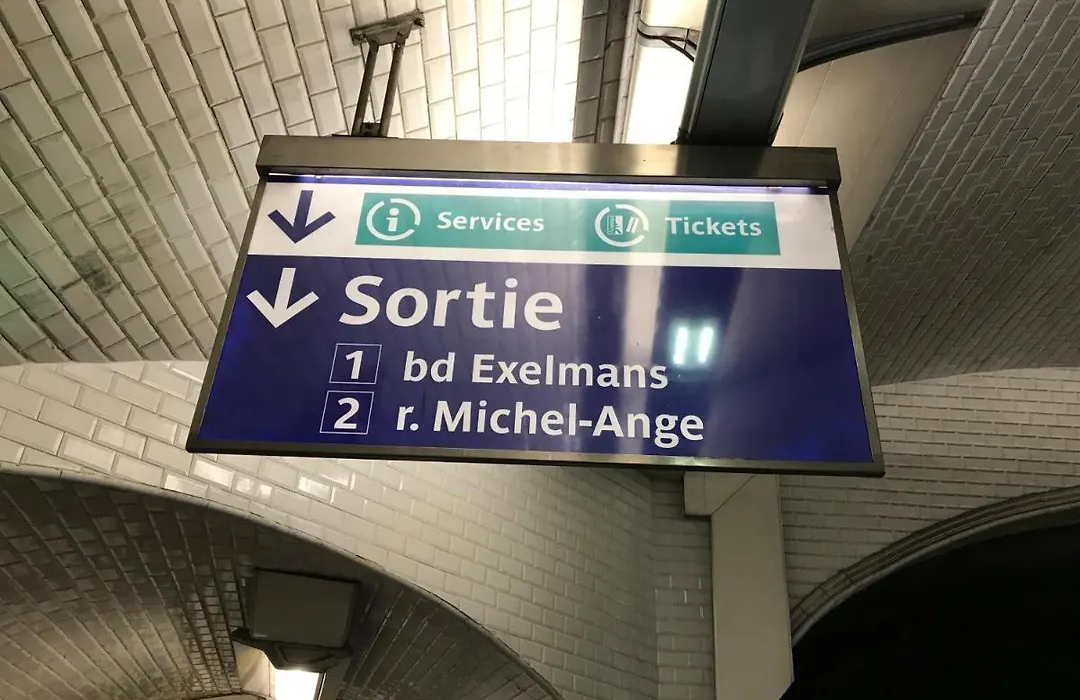 Services Tickets
Sortie
1 bd Exelmans
2 r. Michel-Ange